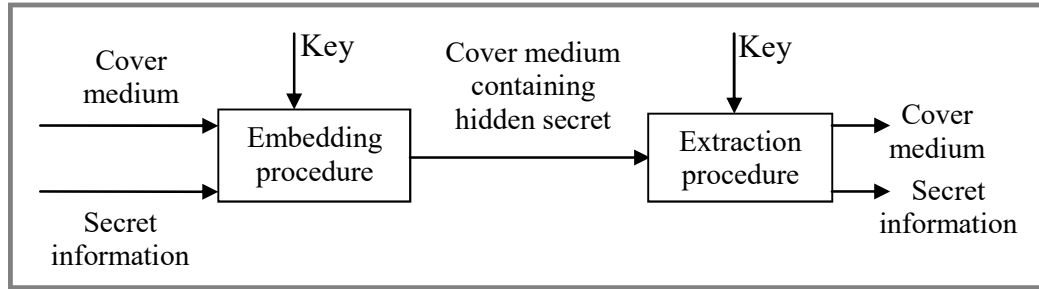 Cover
medium
Key
Embedding
procedure
Secret
information
Cover medium
containing
hidden secret
Key
Extraction
procedure
Cover
medium
Secret
information